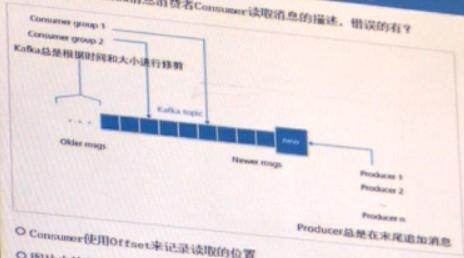 消费者Consumer读取消息的描述，错误的有？
Consumer group 1
Consumer group 2
Kafka总是根据时间和大小进行修剪
Kafka topic
new
Older msgs
Newer msgs
Producer 1
Producer 2
...
Producer n
Producer总是在末尾追加消息
Consumer使用Offset来记录读取的位置